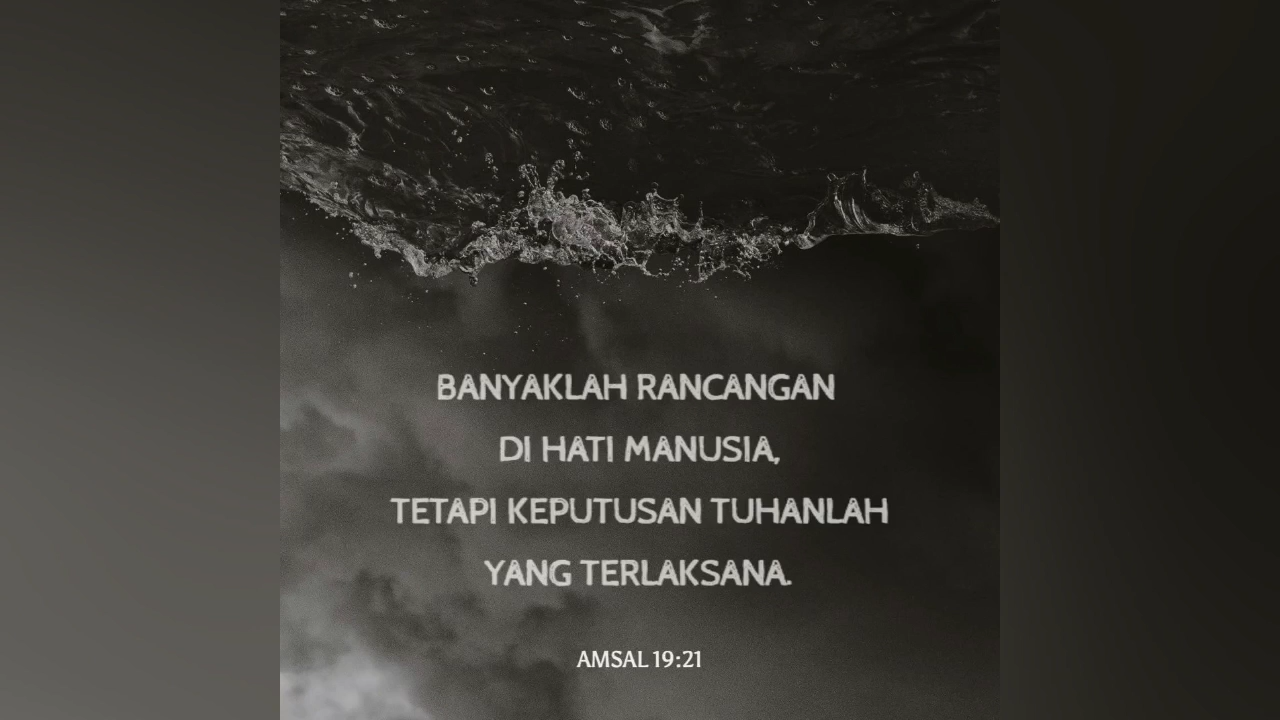 BANYAKLAH RANCANGAN
DI HATI MANUSIA,
TETAPI KEPUTUSAN TUHANLAH
YANG TERLAKSANA.
AMSAL 19:21